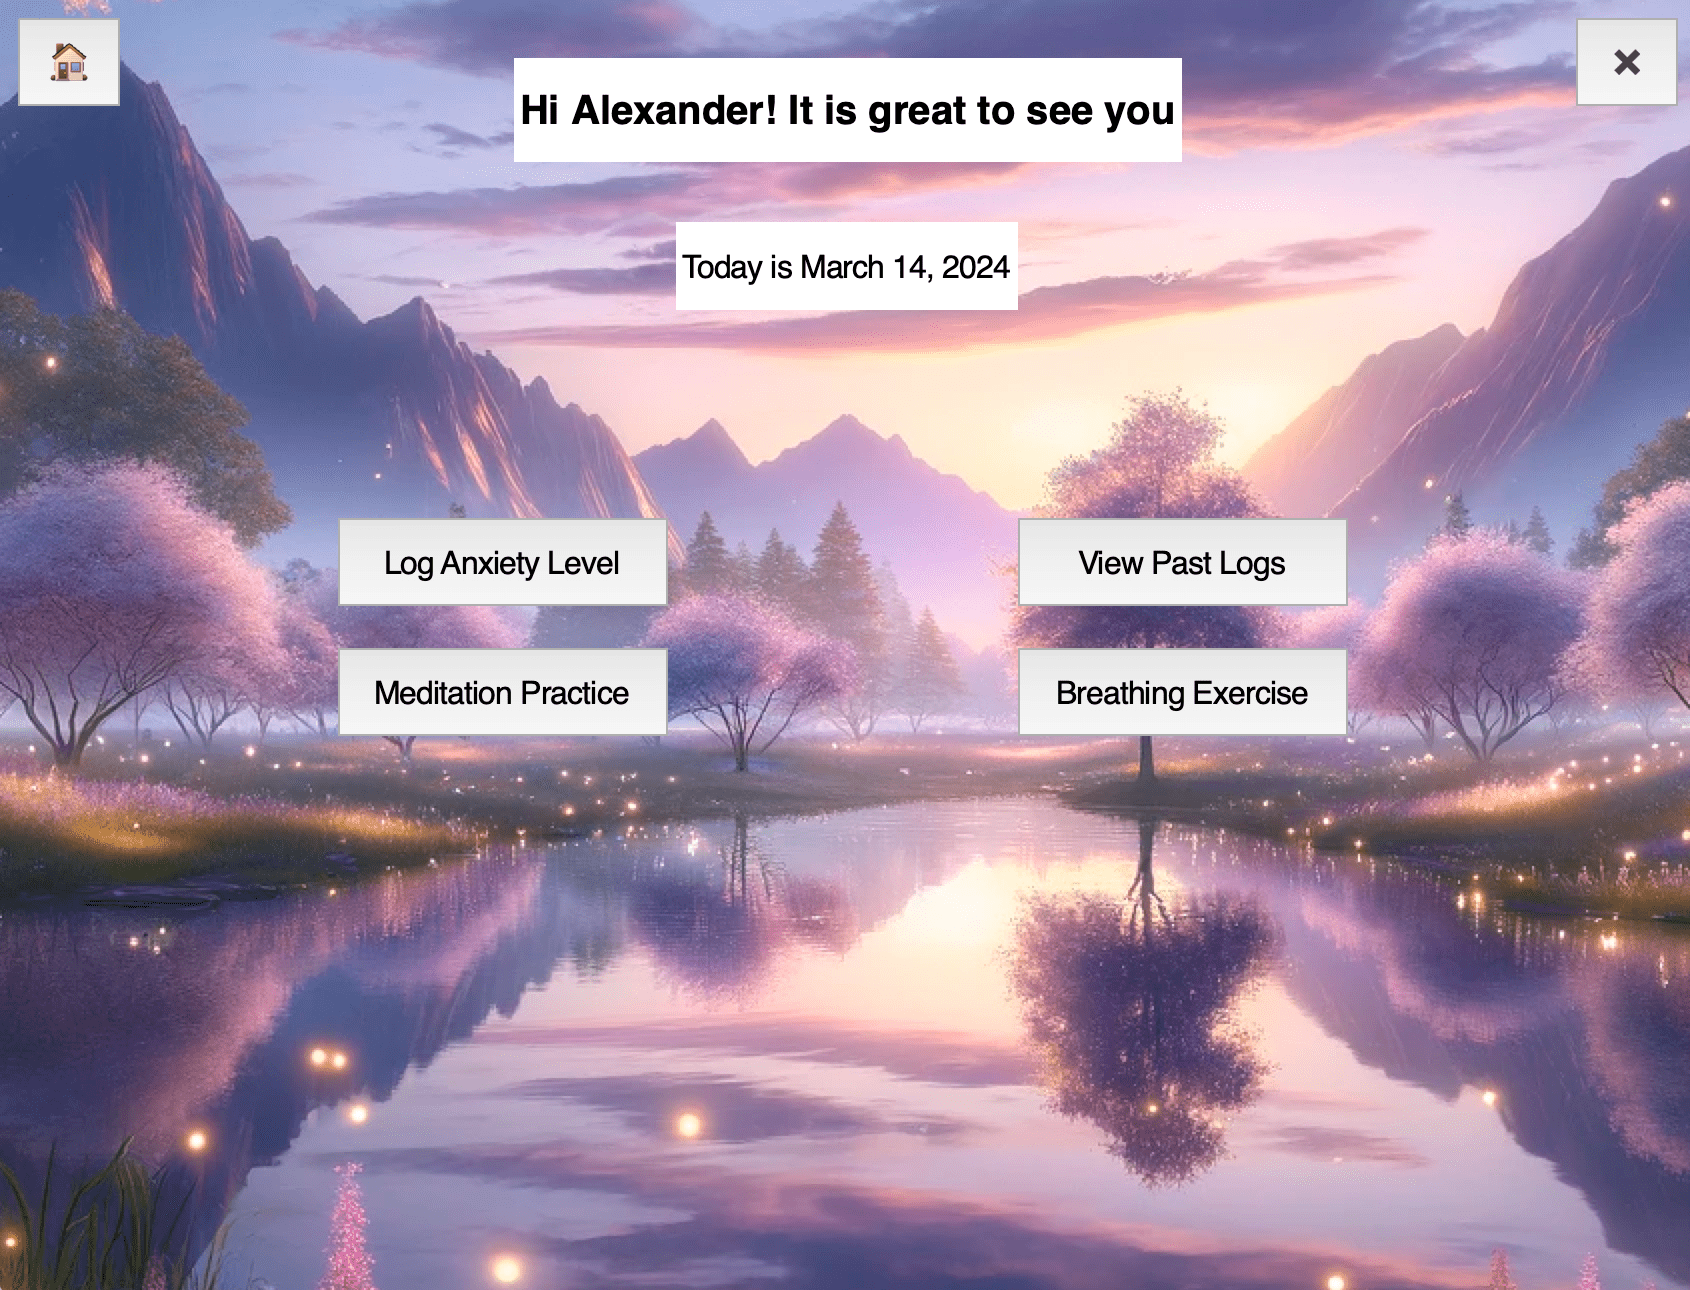 Hi Alexander! It is great to see you
Today is March 14, 2024
Log Anxiety Level
View Past Logs
Meditation Practice
Breathing Exercise